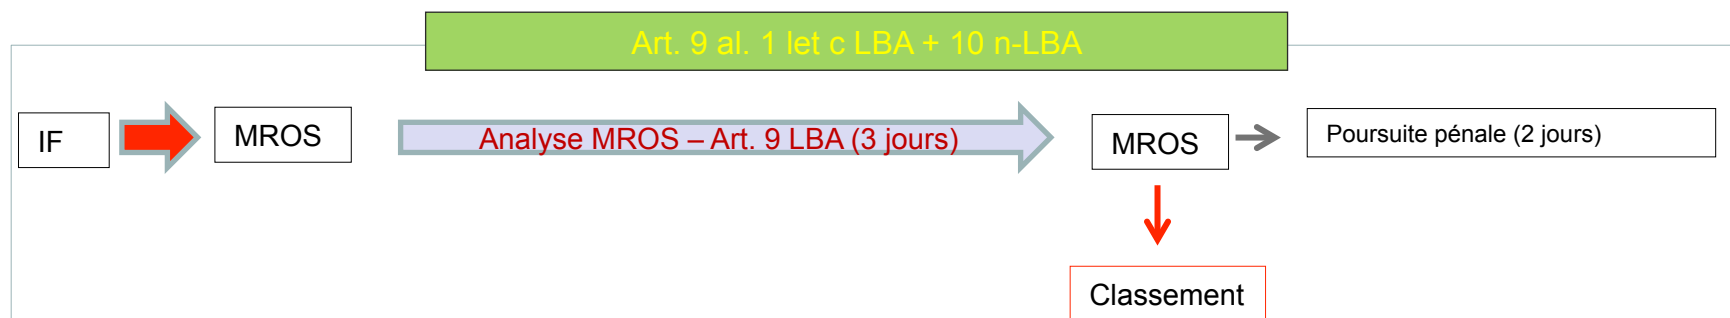 Art. 9 al. 1 let c LBA + 10 n-LBA
IF
MROS
Analyse MROS – Art. 9 LBA (3 jours)
MROS
Poursuite pénale (2 jours)
Classement